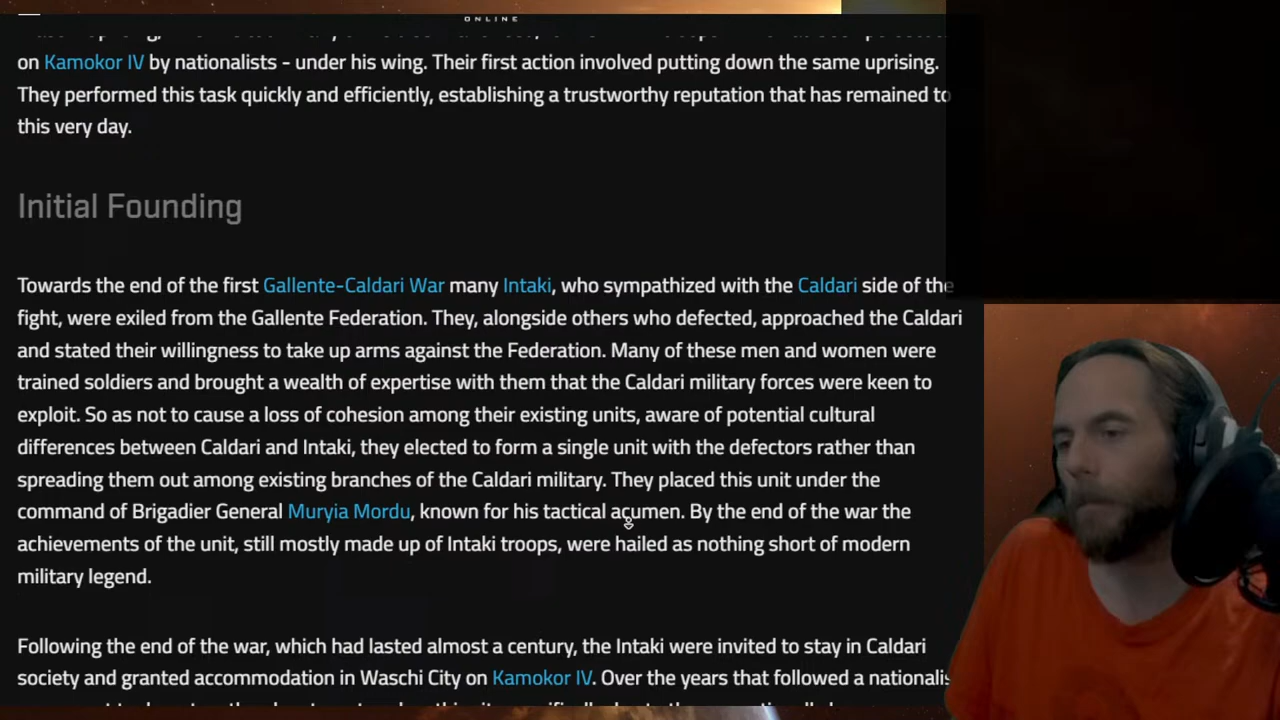 ONLINE
on Kamokor IV by nationalists - under his wing. Their first action involved putting down the same uprising.
They performed this task quickly and efficiently, establishing a trustworthy reputation that has remained to
this very day.
Initial Founding
Towards the end of the first Gallente-Caldari War many Intaki, who sympathized with the Caldari side of the
fight, were exiled from the Gallente Federation. They, alongside others who defected, approached the Caldari
and stated their willingness to take up arms against the Federation. Many of these men and women were
trained soldiers and brought a wealth of expertise with them that the Caldari military forces were keen to
exploit. So as not to cause a loss of cohesion among their existing units, aware of potential cultural
differences between Caldari and Intaki, they elected to form a single unit with the defectors rather than
spreading them out among existing branches of the Caldari military. They placed this unit under the
command of Brigadier General Muryia Mordu, known for his tactical acumen. By the end of the war the
achievements of the unit, still mostly made up of Intaki troops, were hailed as nothing short of modern
military legend.
Following the end of the war, which had lasted almost a century, the Intaki were invited to stay in Caldari
society and granted accommodation in Waschi City on Kamokor IV. Over the years that followed a nationalis